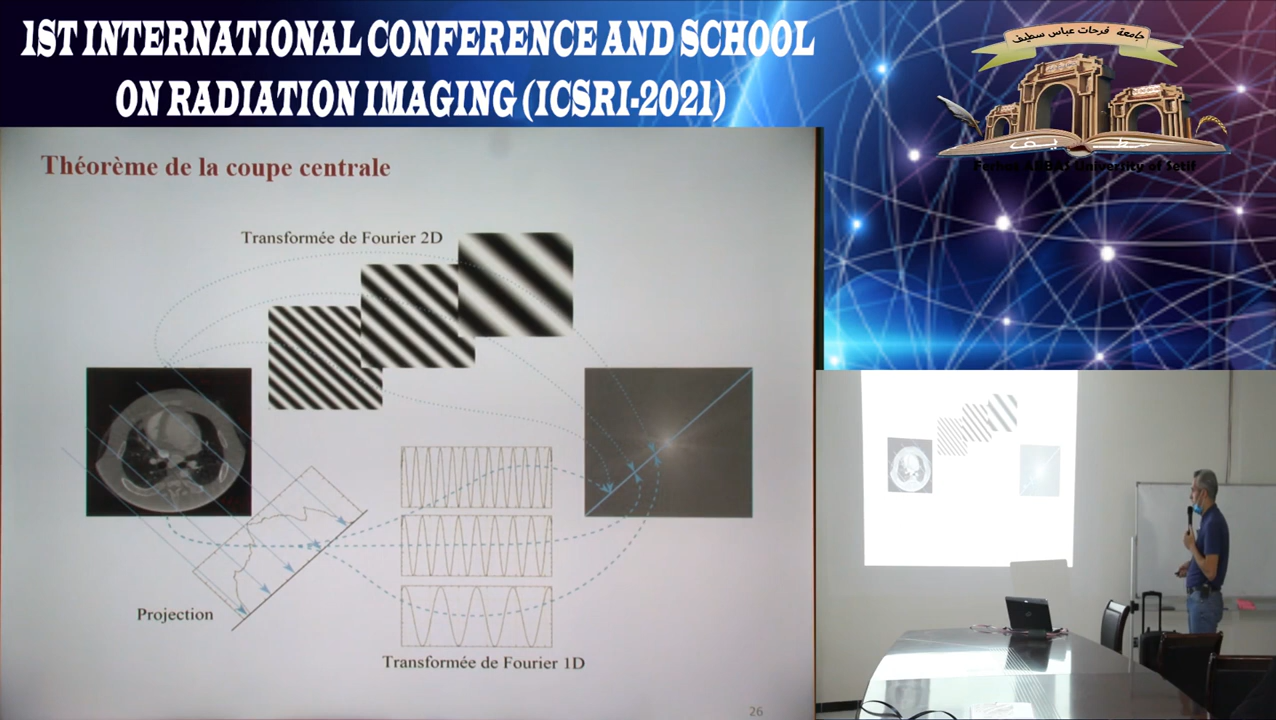 1ST INTERNATIONAL CONFERENCE AND SCHOOL
ON RADIATION IMAGING (ICSRI-2021)
جامعة فرحات عباس سطيف
Ferhat ABBAS University of Setif
Théorème de la coupe centrale
Transformée de Fourier 2D
Projection
Transformée de Fourier 1D
26